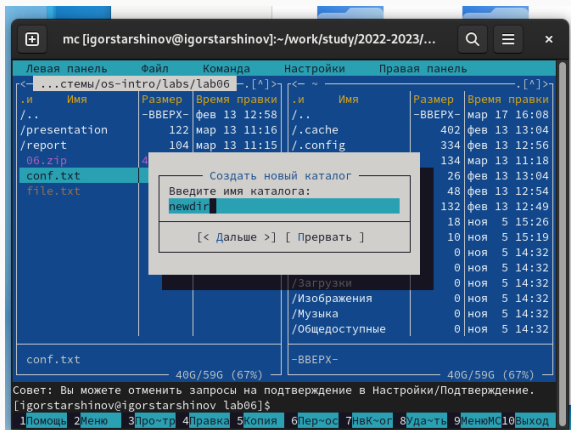 mc [igorstarshinov@igorstarshinov]:~/work/study/2022-2023/...
Левая панель Файл Команда Настройки Правая панель
<— ...стемы/os-intro/labs/lab06 —.[^]> <— ~ —.[^]>
.и Имя Размер Время правки .и Имя Размер Время правки
/.. -ВВЕРХ- фев 13 12:58 /.. -ВВЕРХ- мар 17 16:08
/presentation 122 мар 13 11:16 /.cache 402 фев 13 13:04
/report 104 мар 13 11:15 /.config 334 фев 13 12:56
06.zip 4 134 мар 13 11:18
conf.txt 26 фев 13 13:04
file.txt 48 фев 13 12:54
132 фев 13 12:49
18 ноя 5 15:26
10 ноя 5 15:19
0 ноя 5 14:32
Создать новый каталог
Введите имя каталога:
newdir
[< Дальше >] [ Прервать ]
0 ноя 5 14:32
/Загрузки 0 ноя 5 14:32
/Изображения 0 ноя 5 14:32
/Музыка 0 ноя 5 14:32
/Общедоступные 0 ноя 5 14:32
conf.txt -ВВЕРХ-
40G/59G (67%) 40G/59G (67%)
Совет: Вы можете отменить запросы на подтверждение в Настройки/Подтверждение.
[igorstarshinov@igorstarshinov lab06]$
1Помощь 2Меню 3Про~тр 4Правка 5Копия 6Пер~ос 7НвК~ог 8Уда~ть 9МенюMC 10Выход